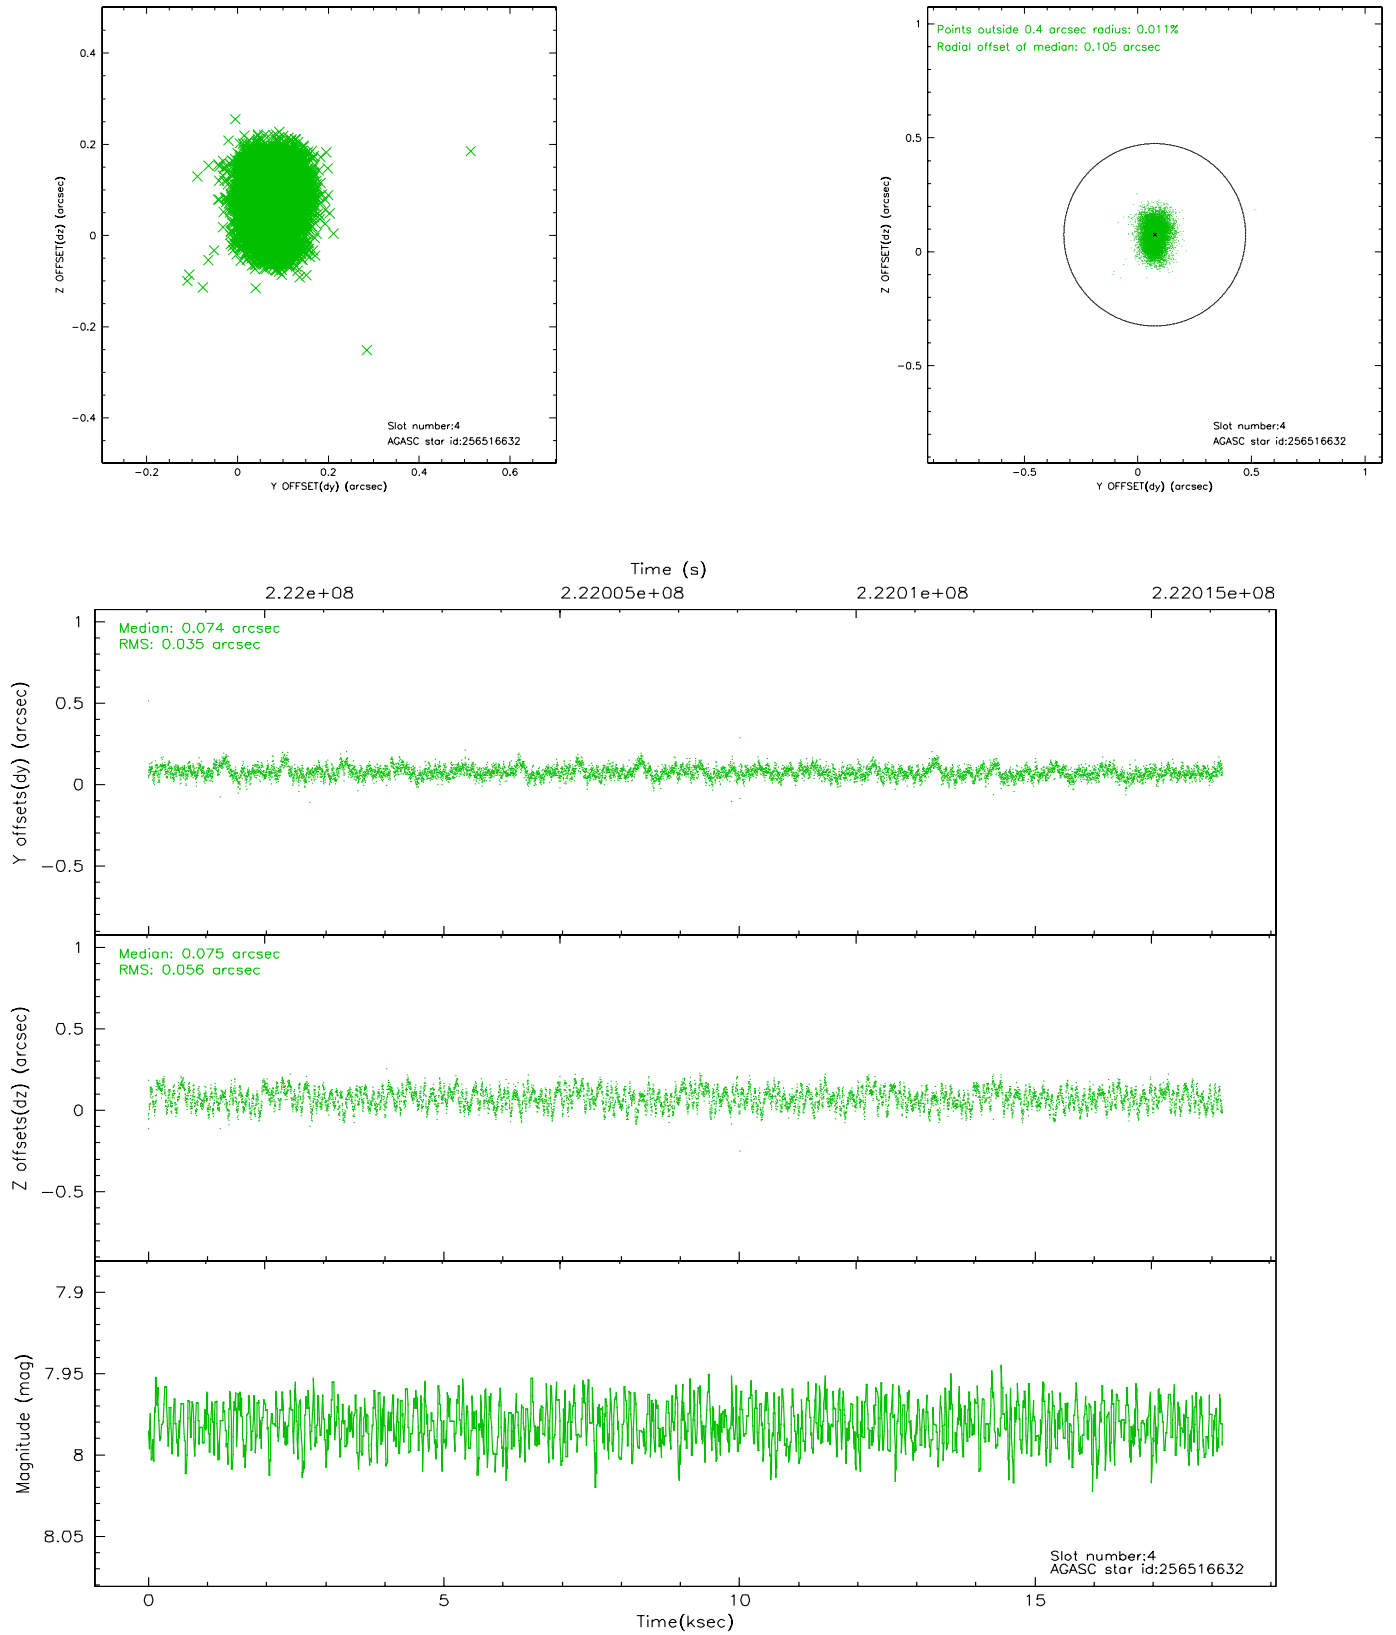 0.4
0.2
0
-0.2
-0.4
Z OFFSET(dz) (arcsec)
Slot number:4
AGASC star id:256516632
-0.2 0 0.2 0.4 0.6
Y OFFSET(dy) (arcsec)
Points outside 0.4 arcsec radius: 0.011%
Radial offset of median: 0.105 arcsec
1
0.5
0
-0.5
Z OFFSET(dz) (arcsec)
Slot number:4
AGASC star id:256516632
-0.5 0 0.5 1
Y OFFSET(dy) (arcsec)
Time (s)
2.22e+08 2.22005e+08 2.2201e+08 2.22015e+08
Median: 0.074 arcsec
RMS: 0.035 arcsec
1
0.5
0
-0.5
Y offsets(dy) (arcsec)
Median: 0.075 arcsec
RMS: 0.056 arcsec
1
0.5
0
-0.5
Z offsets(dz) (arcsec)
7.9
7.95
8
8.05
Magnitude (mag)
Slot number:4
AGASC star id:256516632
0 5 10 15
Time(ksec)